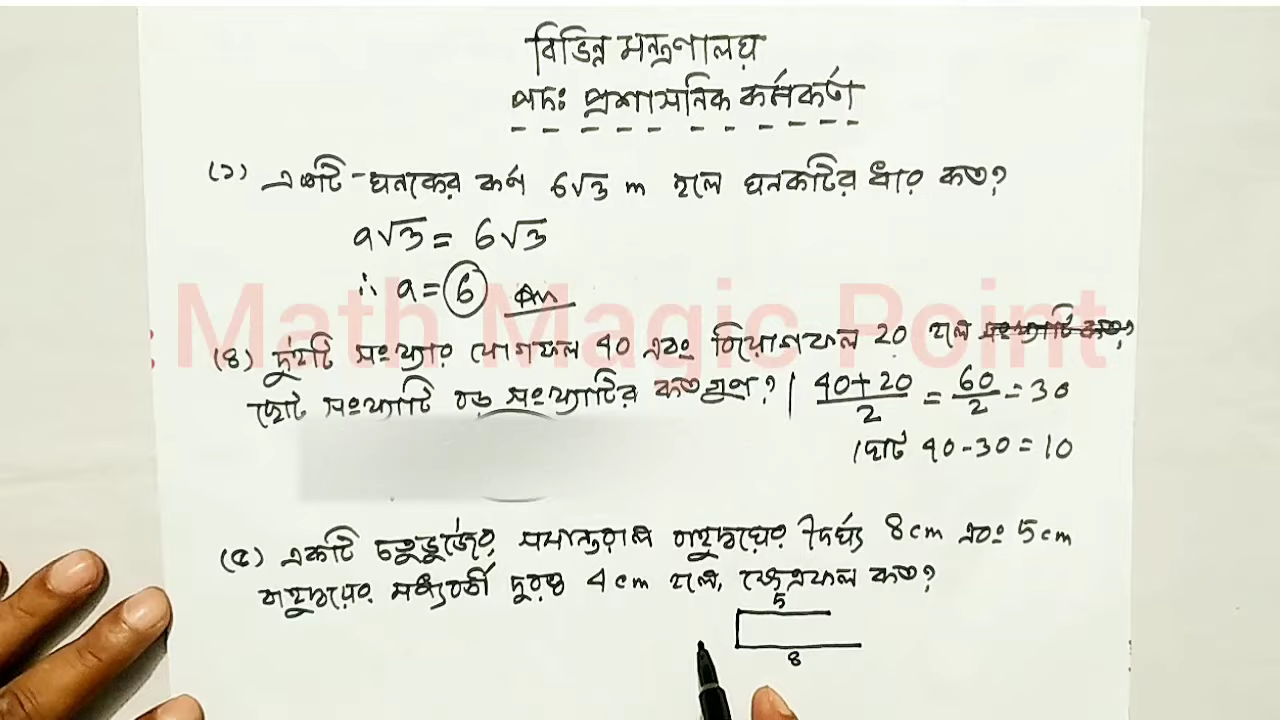 বিভিন্ন মন্ত্রণালয়
পদঃ প্রশাসনিক কর্মকর্তা
(১) একটি ঘনকের কর্ণ 6√3 m হলে ঘনকটির ধার কত?
a√3 = 6√3
∴ a = 6 Ans
Math Magic Point
(৪) দুইটি সংখ্যার যোগফল 40 এবং বিয়োগফল 20 হলে সংখ্যাটি কত?
ছোট সংখ্যাটি বড় সংখ্যাটির কতগুণ? | (40+20)/2 = 60/2 = 30
ছোট 40-30 = 10
(৫) একটি চতুর্ভুজের সমান্তরাল বাহুদ্বয়ের দৈর্ঘ্য 8cm এবং 5cm
বাহুদ্বয়ের মধ্যবর্তী দূরত্ব 4cm হলে, ক্ষেত্রফল কত?
5
8